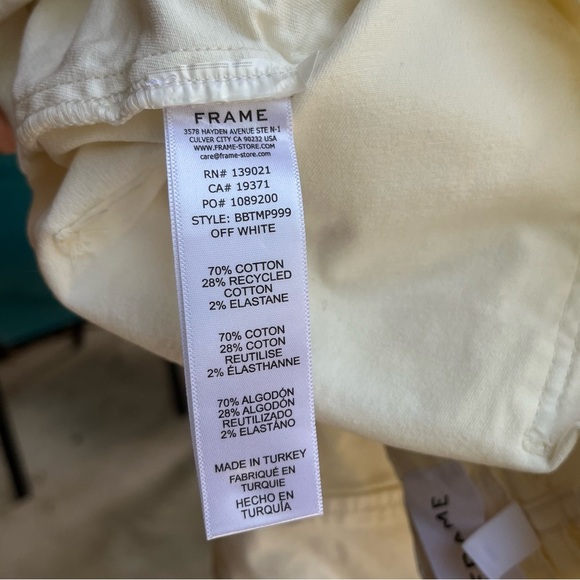 FRAME
3578 HAYDEN AVENUE STE N-1
CULVER CITY CA 90232 USA
WWW.FRAME-STORE.COM
care@frame-store.com
RN# 139021
CA# 19371
PO# 1089200
STYLE: BBTMP999
OFF WHITE
70% COTTON
28% RECYCLED
COTTON
2% ELASTANE
70% COTON
28% COTON
REUTILISE
2% ÉLASTHANNE
70% ALGODÓN
28% ALGODÓN
REUTILIZADO
2% ELASTÁNO
MADE IN TURKEY
FABRIQUÉ EN
TURQUIE
HECHO EN
TURQUÍA
FRAME